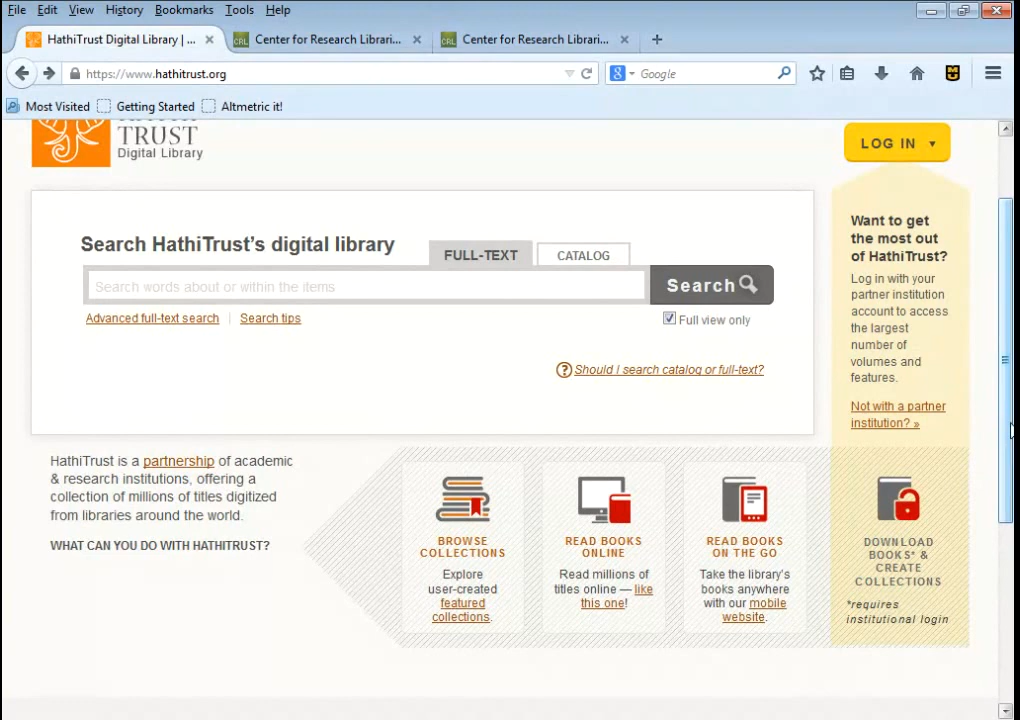 File Edit View History Bookmarks Tools Help
HathiTrust Digital Library | ... × Center for Research Librari... × Center for Research Librari... × +
https://www.hathitrust.org Google
Most Visited Getting Started Altmetric it!
TRUST
Digital Library
LOG IN
Search HathiTrust's digital library
FULL-TEXT CATALOG
Search words about or within the items
Search
Advanced full-text search | Search tips
Full view only
Should I search catalog or full-text?
Want to get
the most out
of HathiTrust?
Log in with your
partner institution
account to access
the largest
number of
volumes and
features.
Not with a partner
institution? »
HathiTrust is a partnership of academic
& research institutions, offering a
collection of millions of titles digitized
from libraries around the world.
WHAT CAN YOU DO WITH HATHITRUST?
BROWSE
COLLECTIONS
Explore
user-created
featured
collections.
READ BOOKS
ONLINE
Read millions of
titles online — like
this one!
READ BOOKS
ON THE GO
Take the library's
books anywhere
with our mobile
website.
DOWNLOAD
BOOKS* &
CREATE
COLLECTIONS
*requires
institutional login